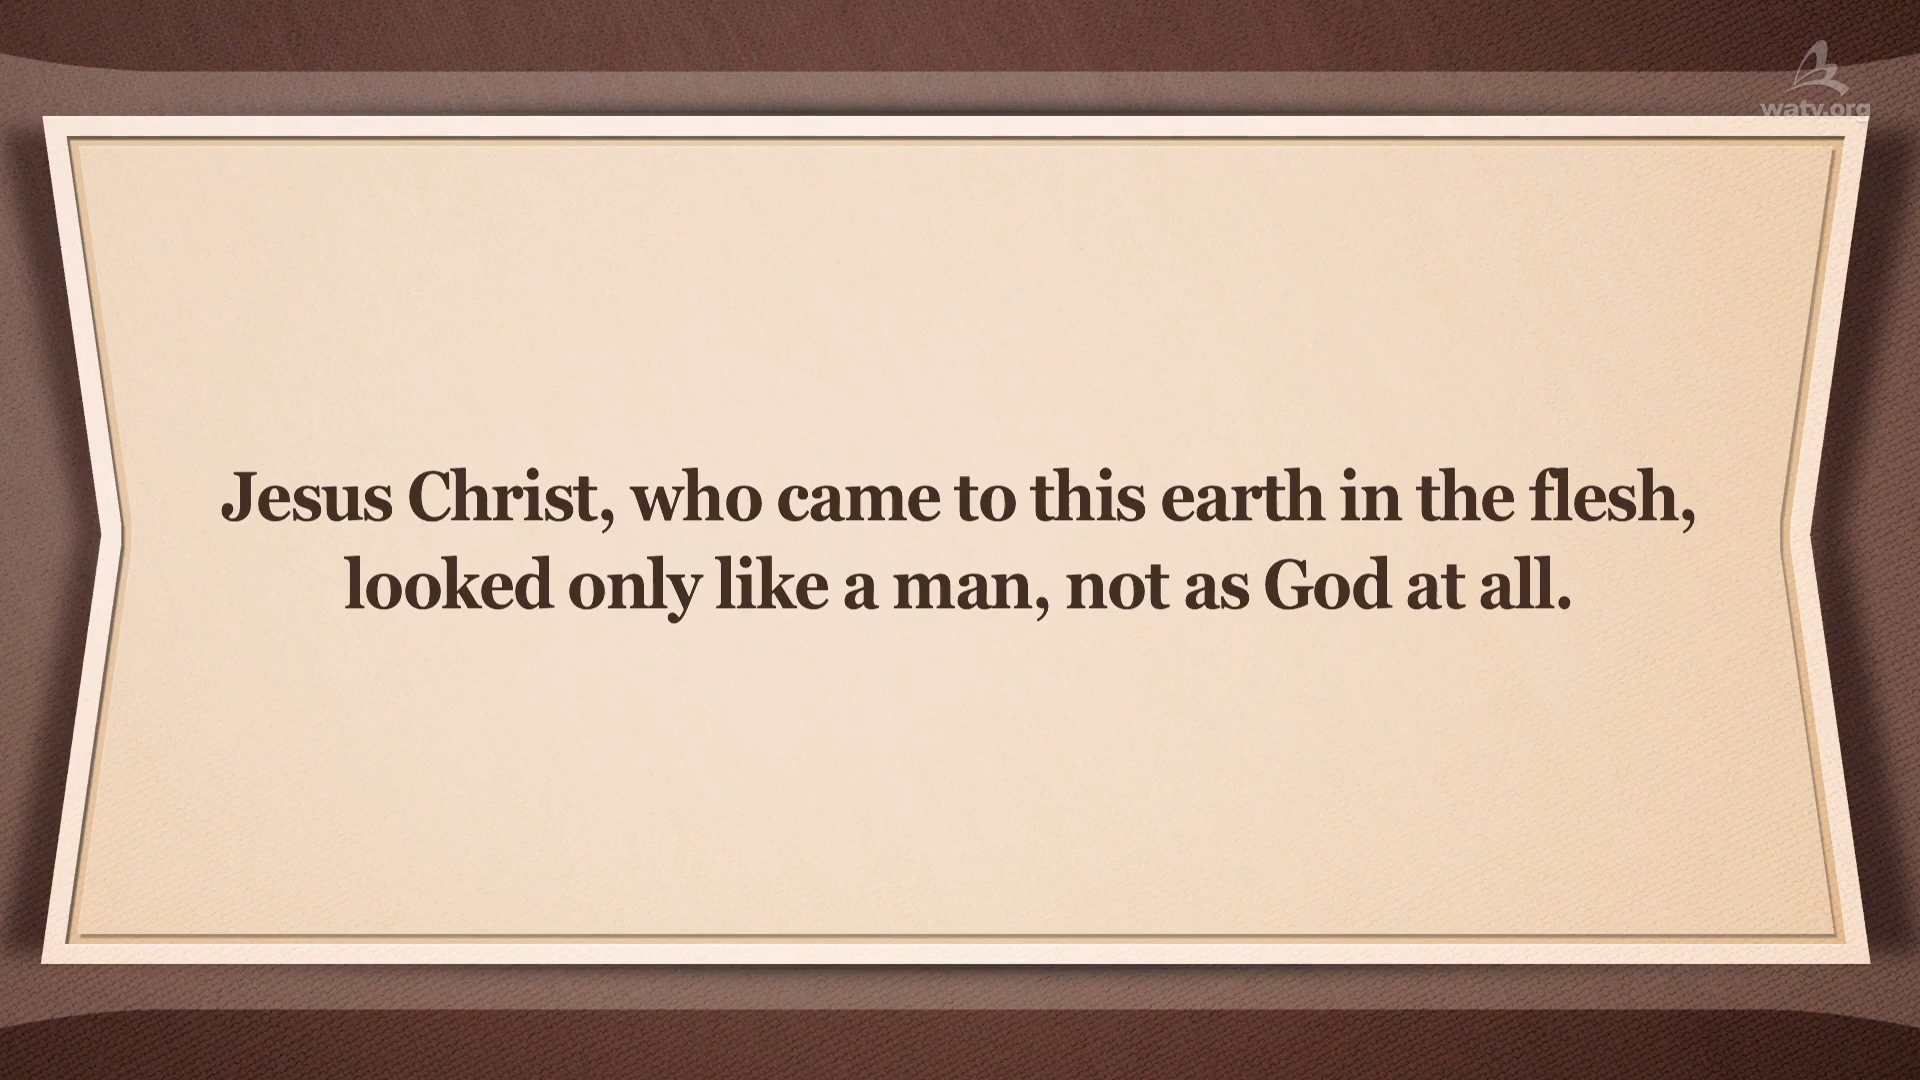 watv.org
Jesus Christ, who came to this earth in the flesh,
looked only like a man, not as God at all.